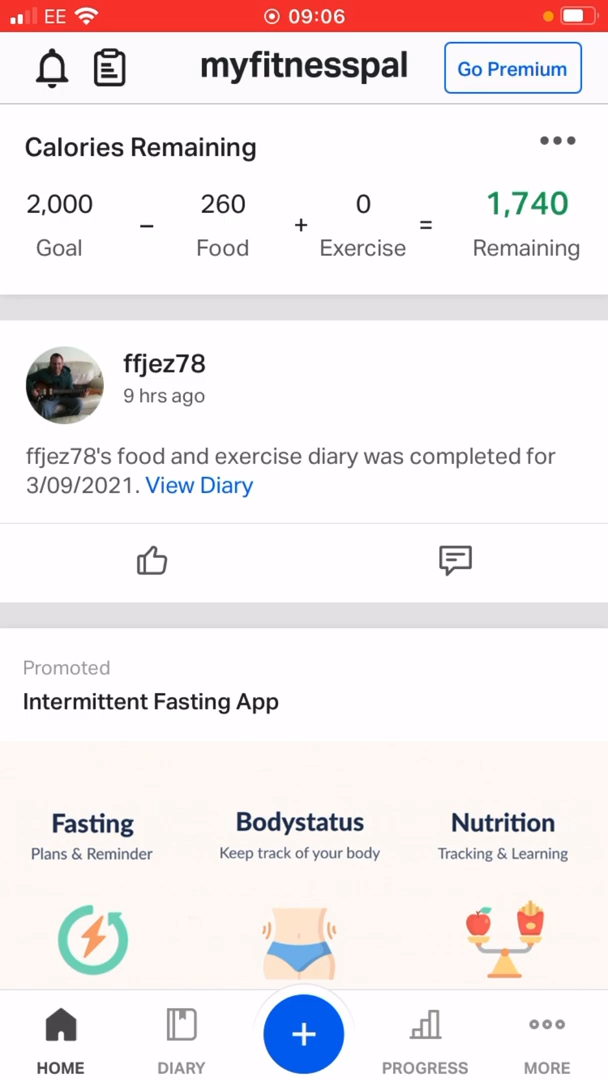 EE 09:06
myfitnesspal Go Premium
Calories Remaining
2,000 – 260 + 0 = 1,740
Goal Food Exercise Remaining
ffjez78
9 hrs ago
ffjez78's food and exercise diary was completed for
3/09/2021. View Diary
Promoted
Intermittent Fasting App
Fasting Bodystatus Nutrition
Plans & Reminder Keep track of your body Tracking & Learning
+
HOME DIARY PROGRESS MORE